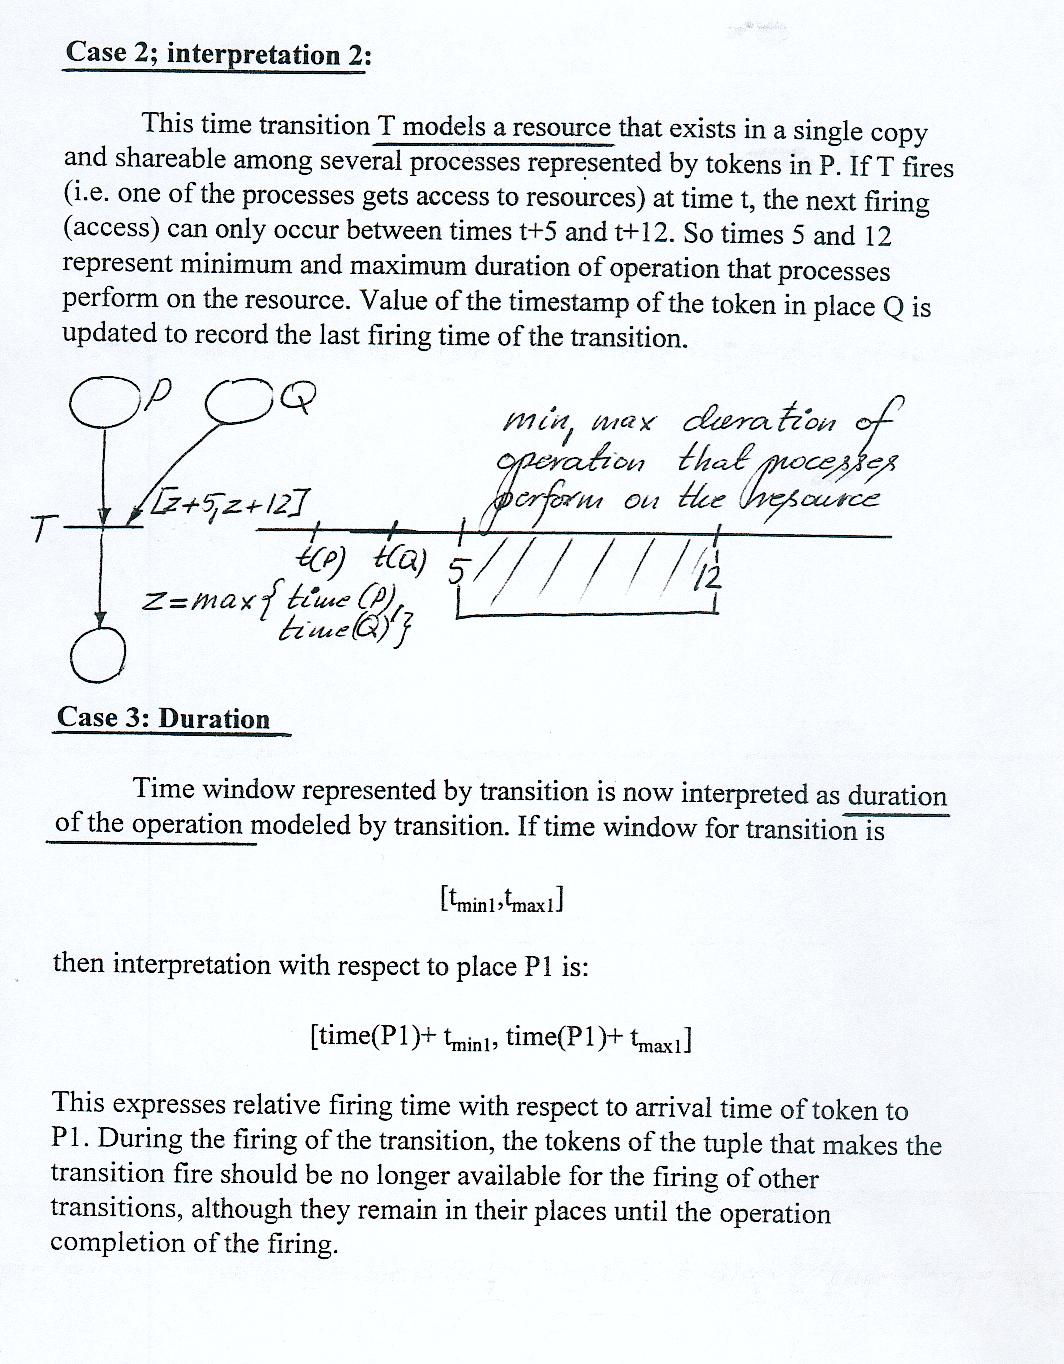 Case 2; interpretation 2:
This time transition T models a resource that exists in a single copy
and shareable among several processes represented by tokens in P. If T fires
(i.e. one of the processes gets access to resources) at time t, the next firing
(access) can only occur between times t+5 and t+12. So times 5 and 12
represent minimum and maximum duration of operation that processes
perform on the resource. Value of the timestamp of the token in place Q is
updated to record the last firing time of the transition.
P Q
min, max duration of
operation that processes
perform on the resource
[z+5,z+12]
T
t(P) t(Q) 5 12
z=max{time(P),
time(Q)}
Case 3: Duration
Time window represented by transition is now interpreted as duration
of the operation modeled by transition. If time window for transition is
[tmin1,tmax1]
then interpretation with respect to place P1 is:
[time(P1)+ tmin1, time(P1)+ tmax1]
This expresses relative firing time with respect to arrival time of token to
P1. During the firing of the transition, the tokens of the tuple that makes the
transition fire should be no longer available for the firing of other
transitions, although they remain in their places until the operation
completion of the firing.